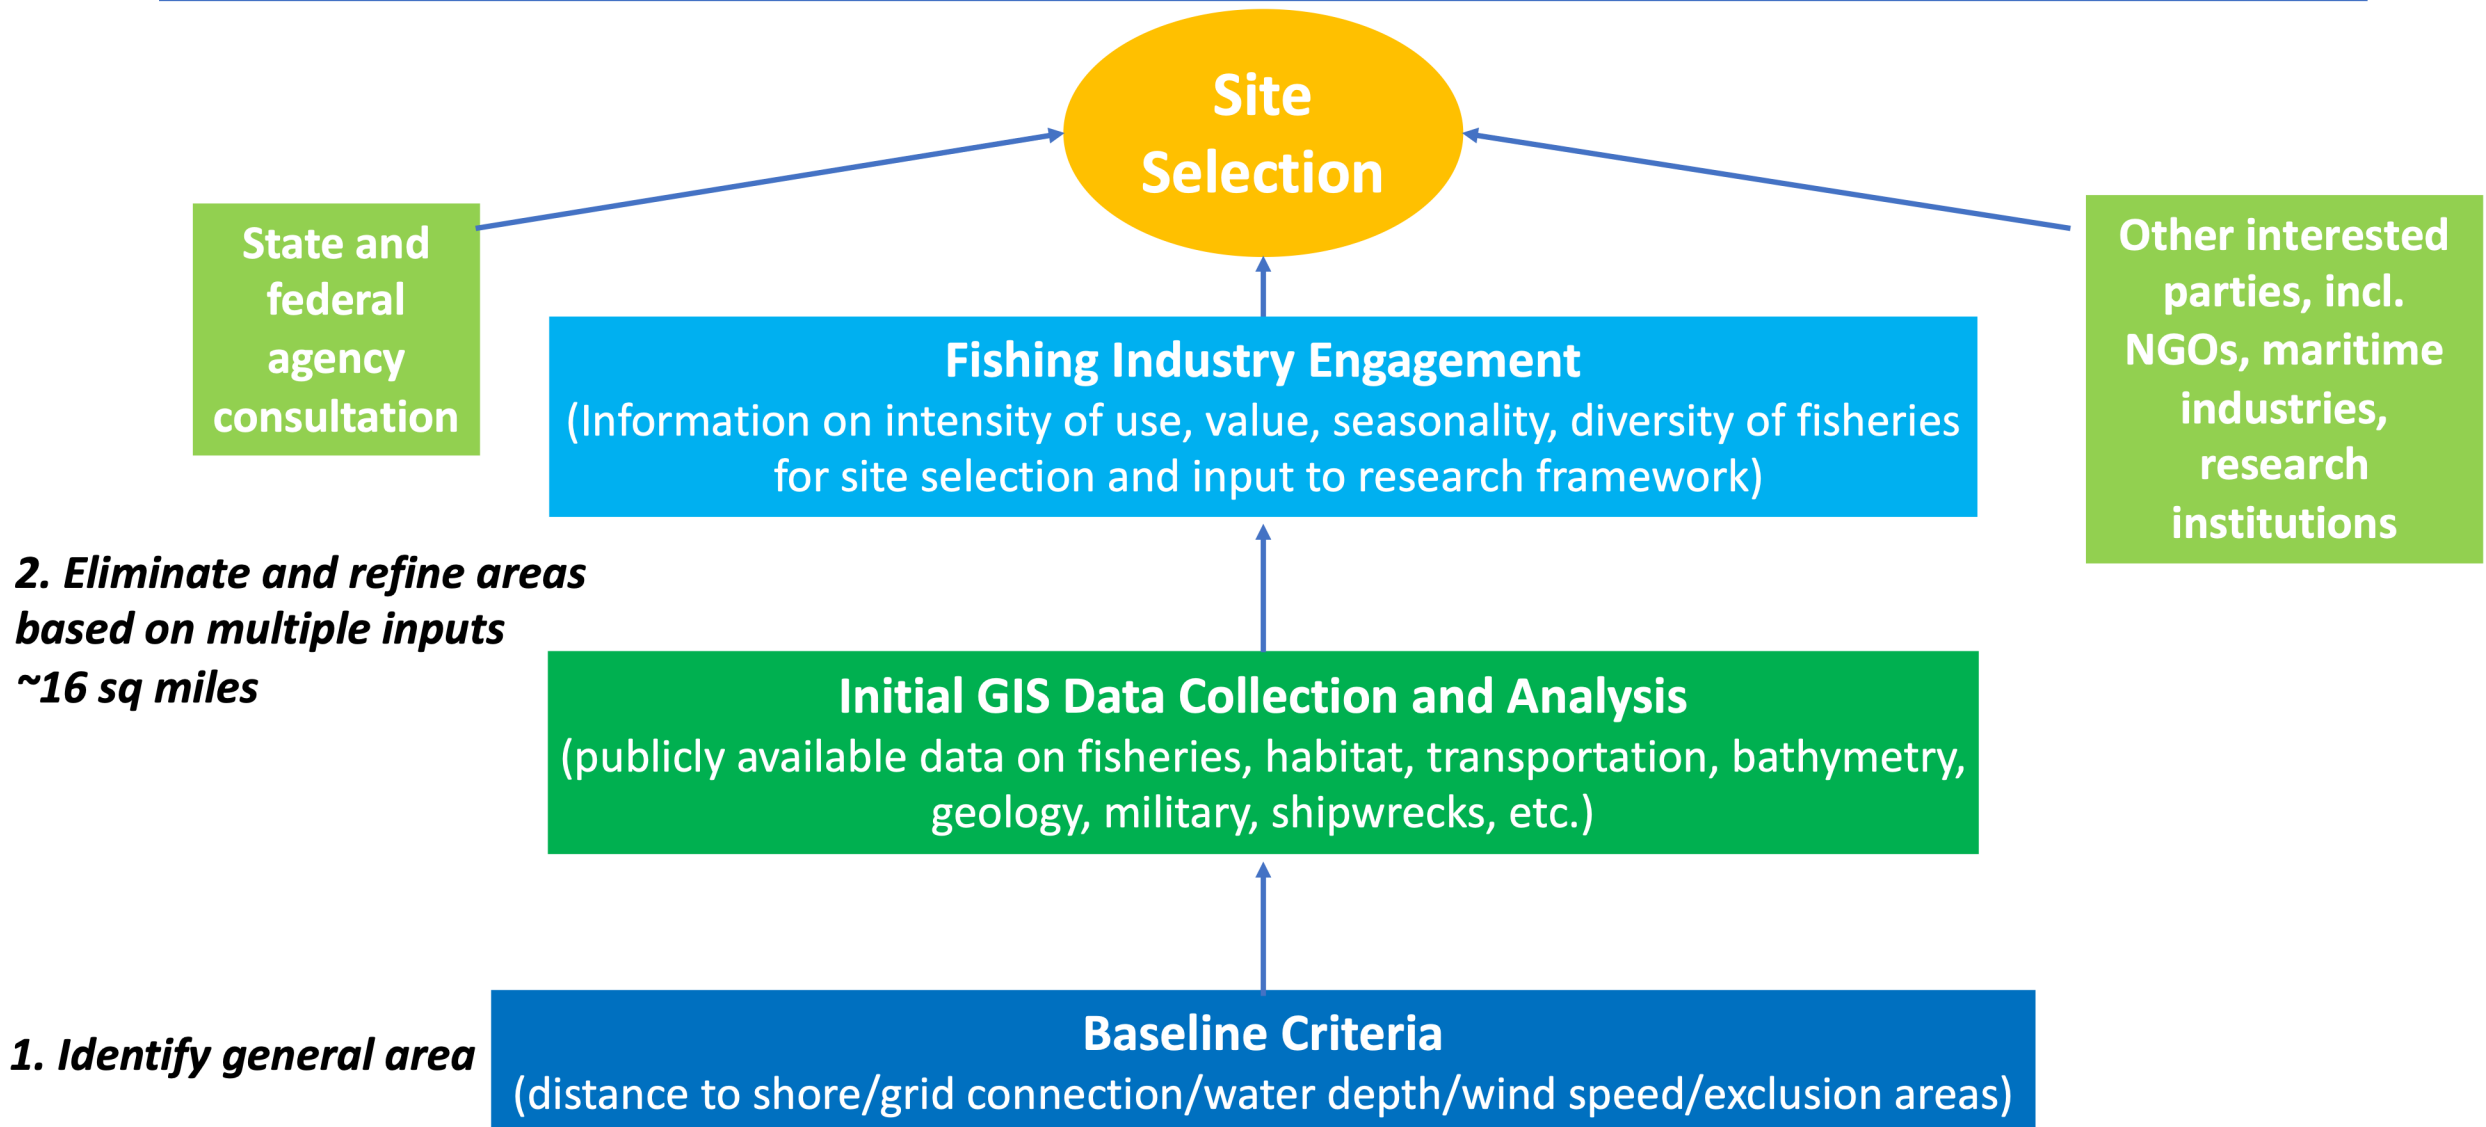 Site
Selection
State and
federal
agency
consultation
Other interested
parties, incl.
NGOs, maritime
industries,
research
institutions
Fishing Industry Engagement
(Information on intensity of use, value, seasonality, diversity of fisheries
for site selection and input to research framework)
2. Eliminate and refine areas
based on multiple inputs
~16 sq miles
Initial GIS Data Collection and Analysis
(publicly available data on fisheries, habitat, transportation, bathymetry,
geology, military, shipwrecks, etc.)
1. Identify general area
Baseline Criteria
(distance to shore/grid connection/water depth/wind speed/exclusion areas)